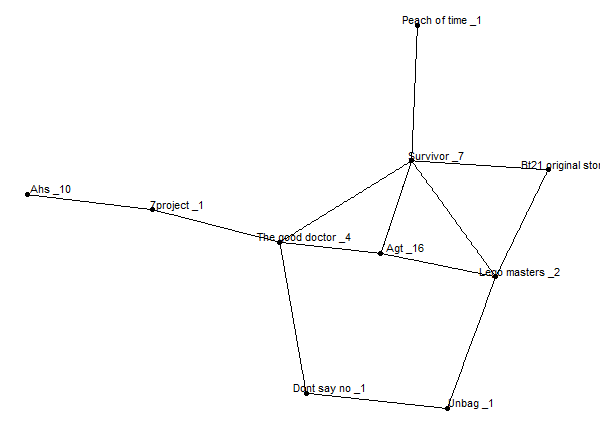 Peach of time _1
Survivor _7
Bt21 original stor
Ahs _10
7project _1
The good doctor _4
Agt _16
Lego masters _2
Dont say no _1
Unbag _1